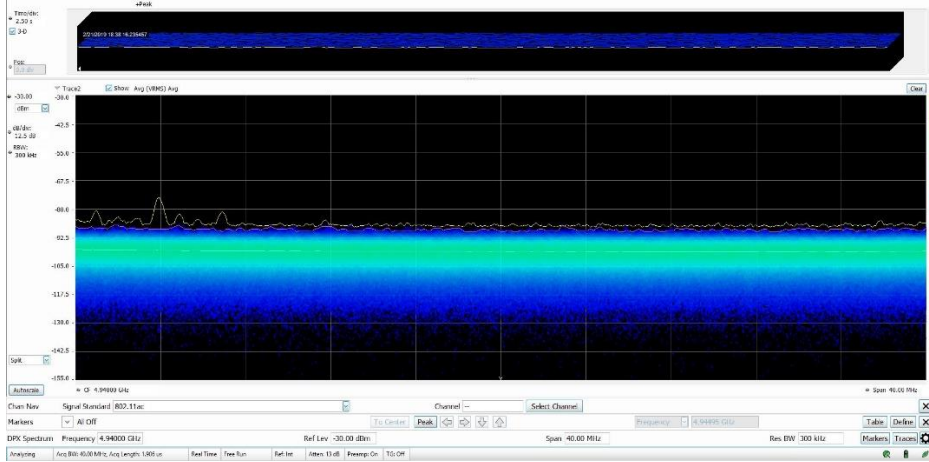 +Peak
Time/div:
2.50 s
3-D
2/21/2019 18:38:16.235457
Pos:
Trace2 Show Avg (VRMS) Avg Clear
-30.00 -30.0
dBm
-42.5
dB/div:
12.5 dB
RBW:
300 kHz
-55.0
-67.5
-80.0
-92.5
-105.0
-117.5
-130.0
-142.5
Split
-155.0
Autoscale CF 4.94000 GHz Span 40.00 MHz
Chan Nav Signal Standard 802.11ac Channel -- Select Channel X
Markers All Off To Center Peak Frequency Table Define X
DPX Spectrum Frequency 4.94000 GHz Ref Lev -30.00 dBm Span 40.00 MHz Res BW 300 kHz Markers Traces
Analyzing Acq BW: 40.00 MHz, Acq Length: 1.906 us Real Time Free Run Ref: Int Atten: 13 dB Preamp: On TG: Off